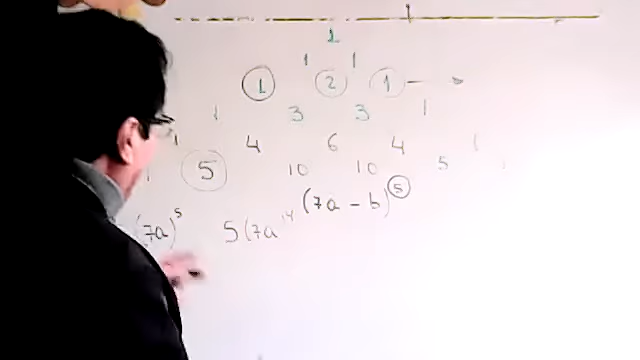 1
1 1
1 2 1
1 3 3 1
1 4 6 4 1
1 5 10 10 5
(7a - b)^5
(7a)^5 5(7a^4